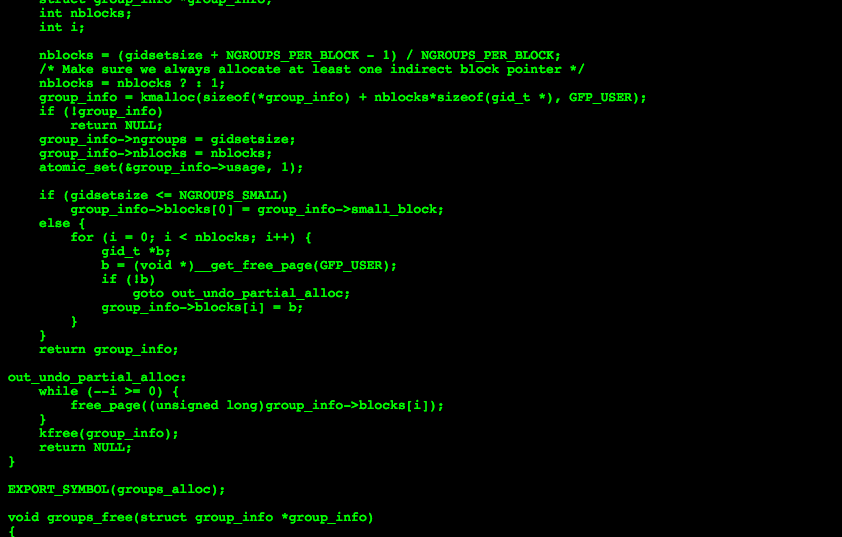 struct group_info *group_info;
    int nblocks;
    int i;

    nblocks = (gidsetsize + NGROUPS_PER_BLOCK - 1) / NGROUPS_PER_BLOCK;
    /* Make sure we always allocate at least one indirect block pointer */
    nblocks = nblocks ? : 1;
    group_info = kmalloc(sizeof(*group_info) + nblocks*sizeof(gid_t *), GFP_USER);
    if (!group_info)
        return NULL;
    group_info->ngroups = gidsetsize;
    group_info->nblocks = nblocks;
    atomic_set(&group_info->usage, 1);

    if (gidsetsize <= NGROUPS_SMALL)
        group_info->blocks[0] = group_info->small_block;
    else {
        for (i = 0; i < nblocks; i++) {
            gid_t *b;
            b = (void *)__get_free_page(GFP_USER);
            if (!b)
                goto out_undo_partial_alloc;
            group_info->blocks[i] = b;
        }
    }
    return group_info;

out_undo_partial_alloc:
    while (--i >= 0) {
        free_page((unsigned long)group_info->blocks[i]);
    }
    kfree(group_info);
    return NULL;
}

EXPORT_SYMBOL(groups_alloc);

void groups_free(struct group_info *group_info)
{